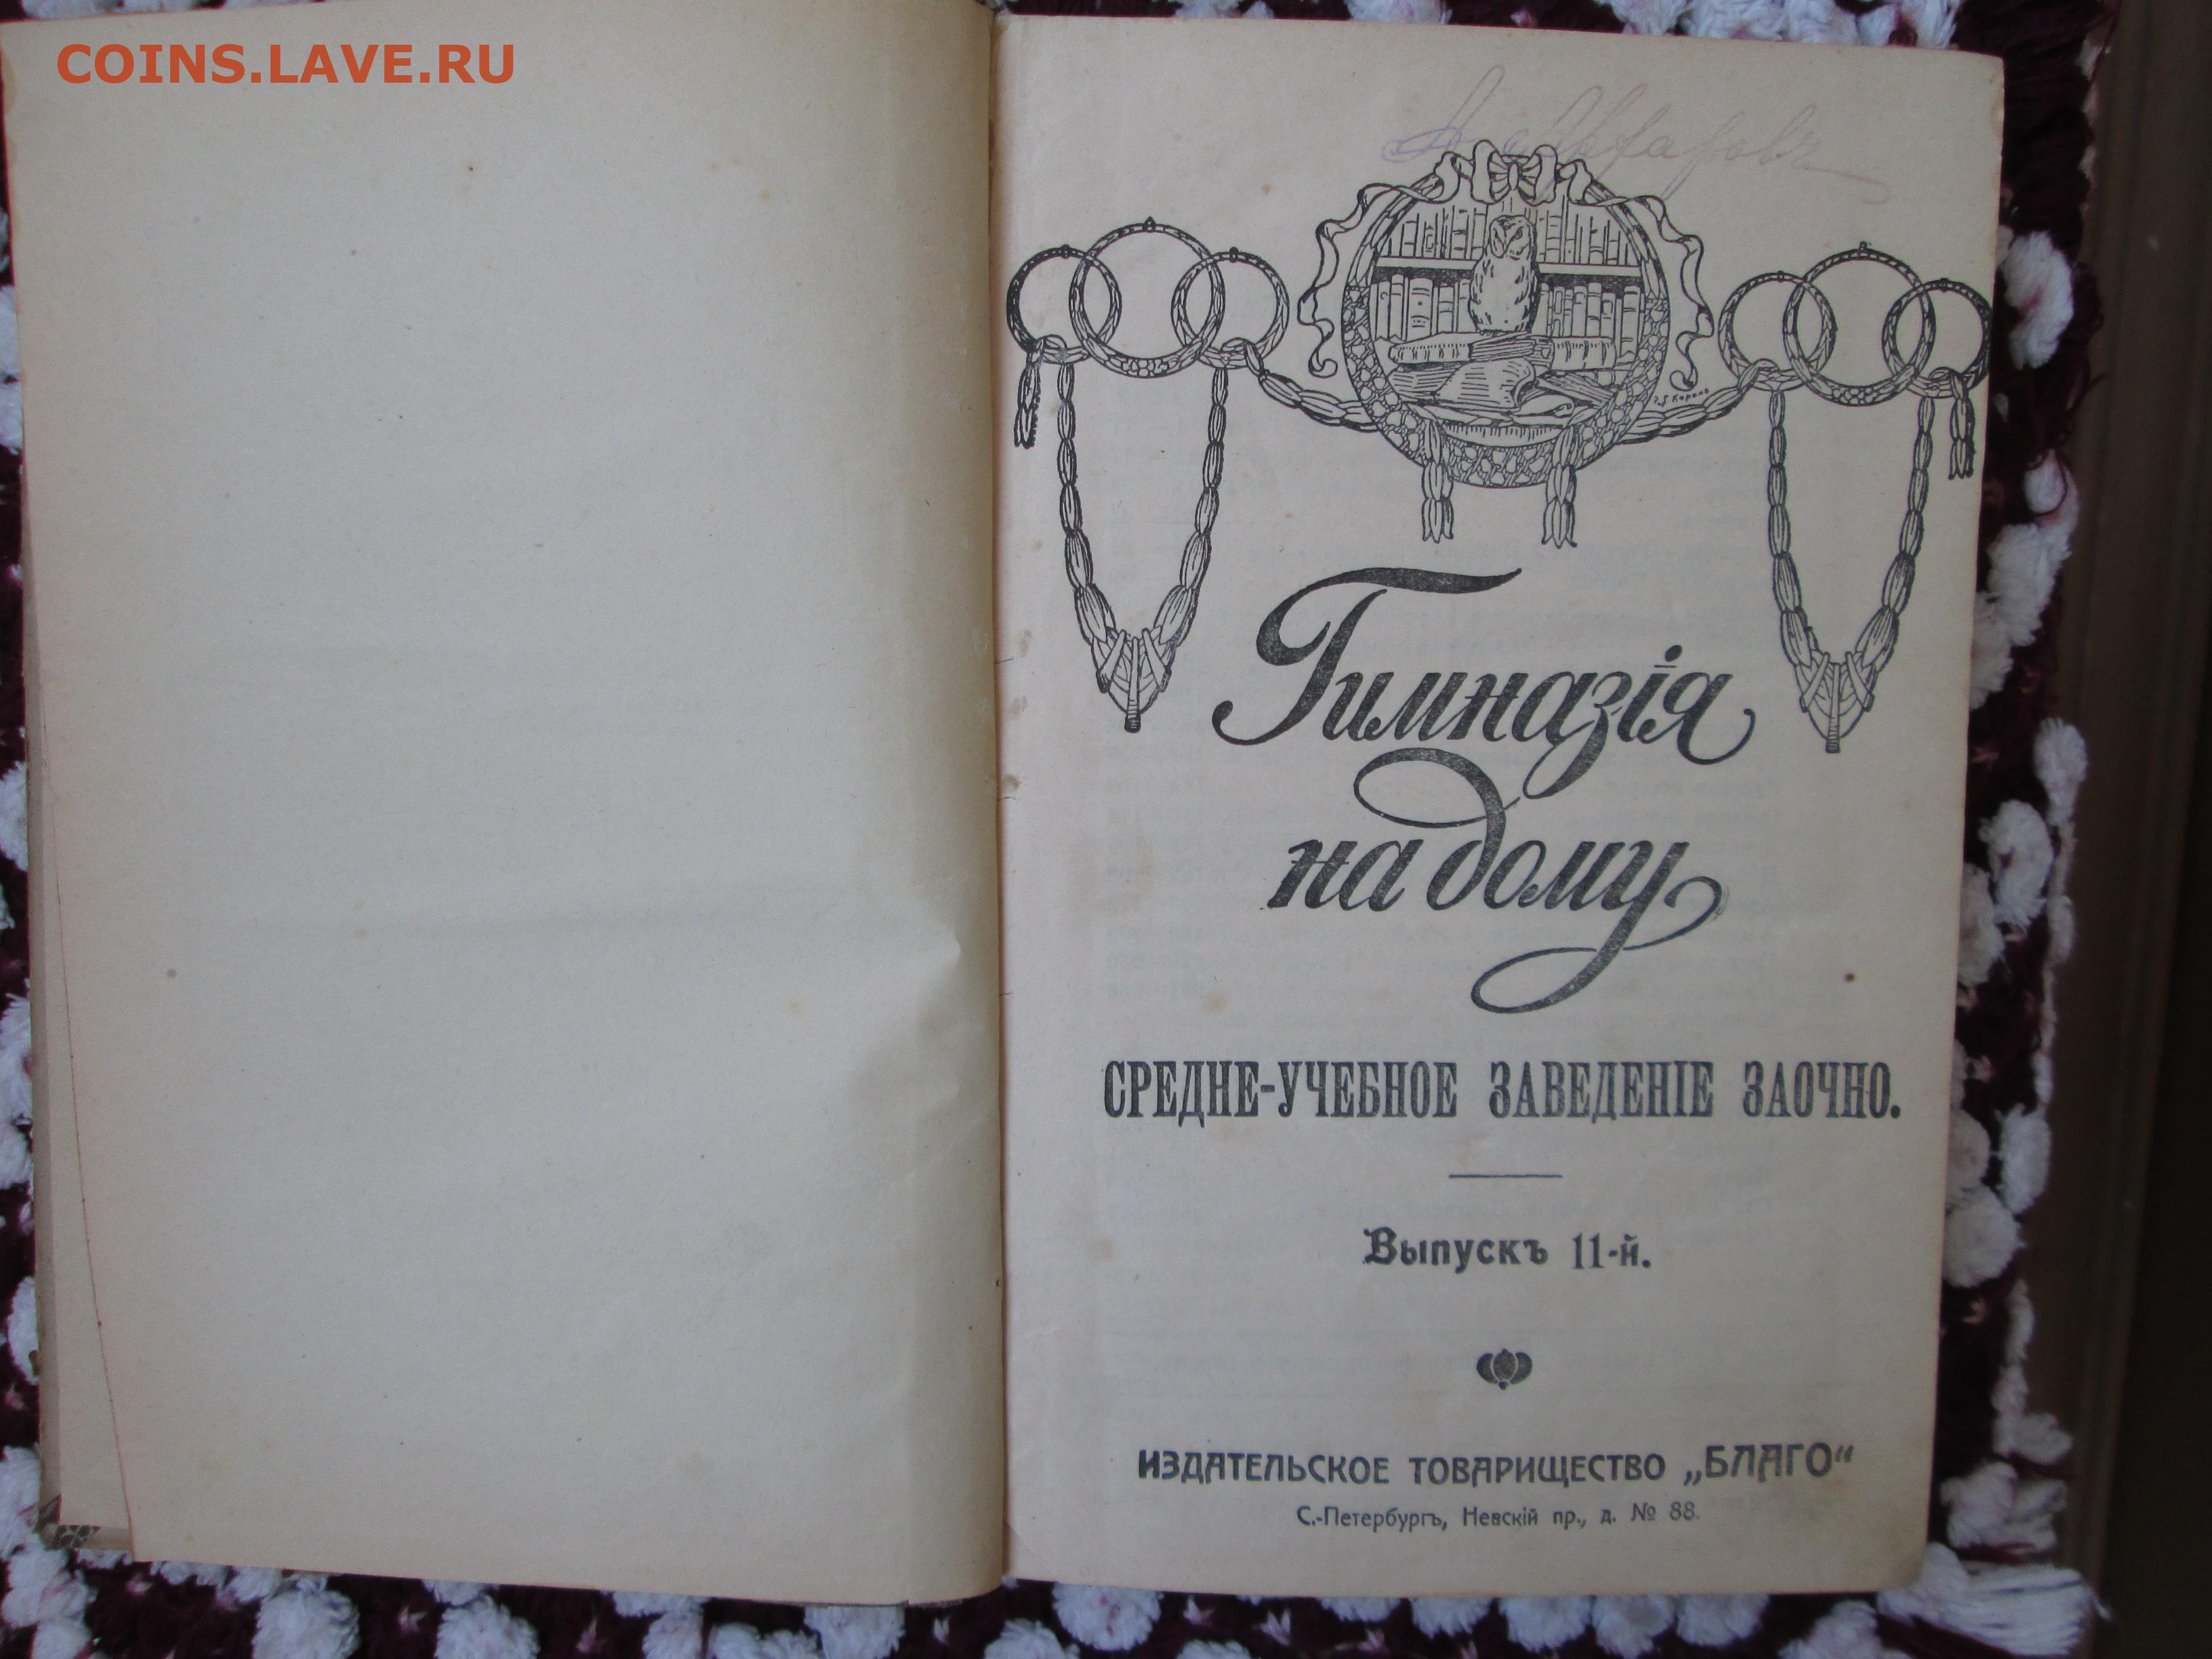 COINS.LAVE.RU
Гимназія
на дому
СРЕДНЕ-УЧЕБНОЕ ЗАВЕДЕНІЕ ЗАОЧНО.
Выпускъ 11-й.
ИЗДАТЕЛЬСКОЕ ТОВАРИЩЕСТВО „БЛАГО“
С.-Петербургъ, Невскій пр., д. № 88.